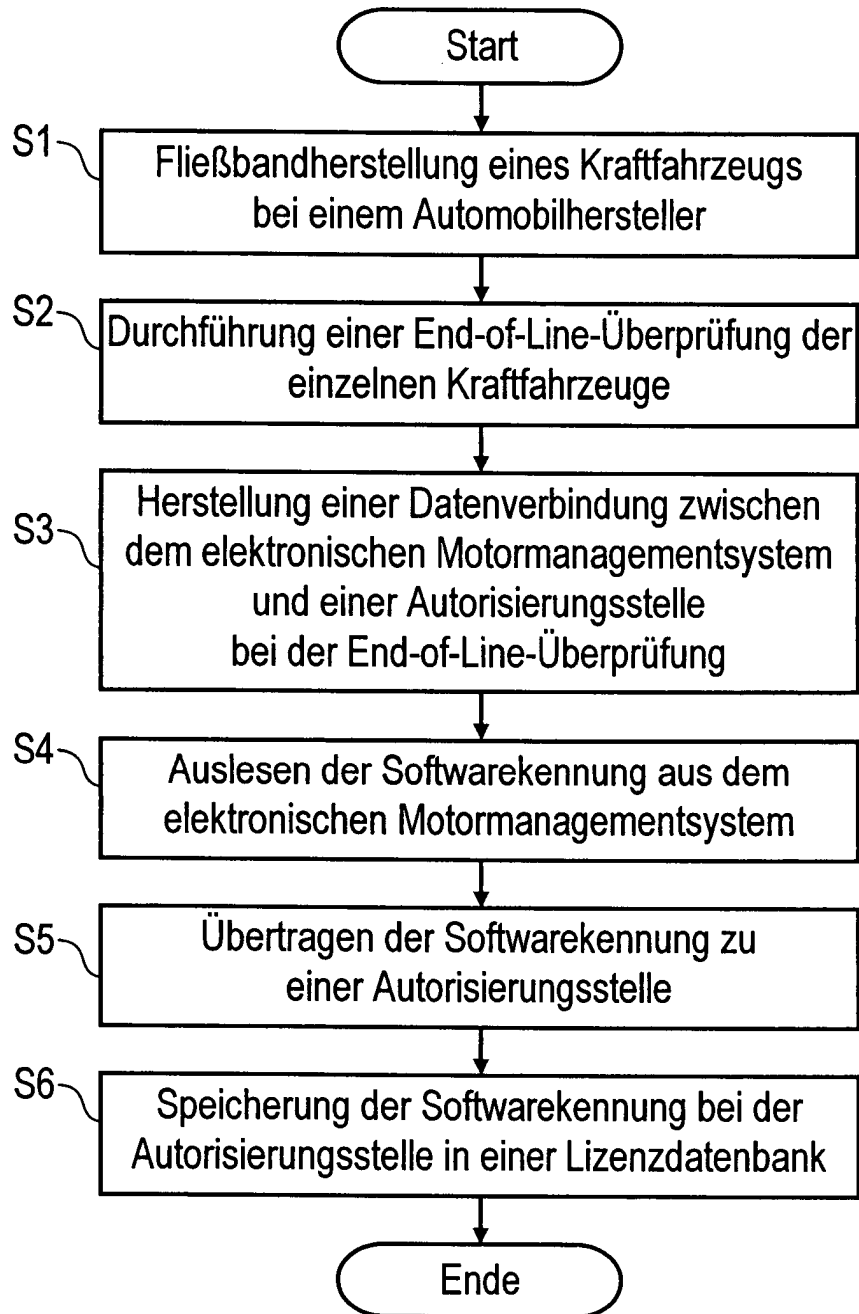 Start
S1
Fließbandherstellung eines Kraftfahrzeugs
bei einem Automobilhersteller
S2
Durchführung einer End-of-Line-Überprüfung der
einzelnen Kraftfahrzeuge
S3
Herstellung einer Datenverbindung zwischen
dem elektronischen Motormanagementsystem
und einer Autorisierungsstelle
bei der End-of-Line-Überprüfung
S4
Auslesen der Softwarekennung aus dem
elektronischen Motormanagementsystem
S5
Übertragen der Softwarekennung zu
einer Autorisierungsstelle
S6
Speicherung der Softwarekennung bei der
Autorisierungsstelle in einer Lizenzdatenbank
Ende